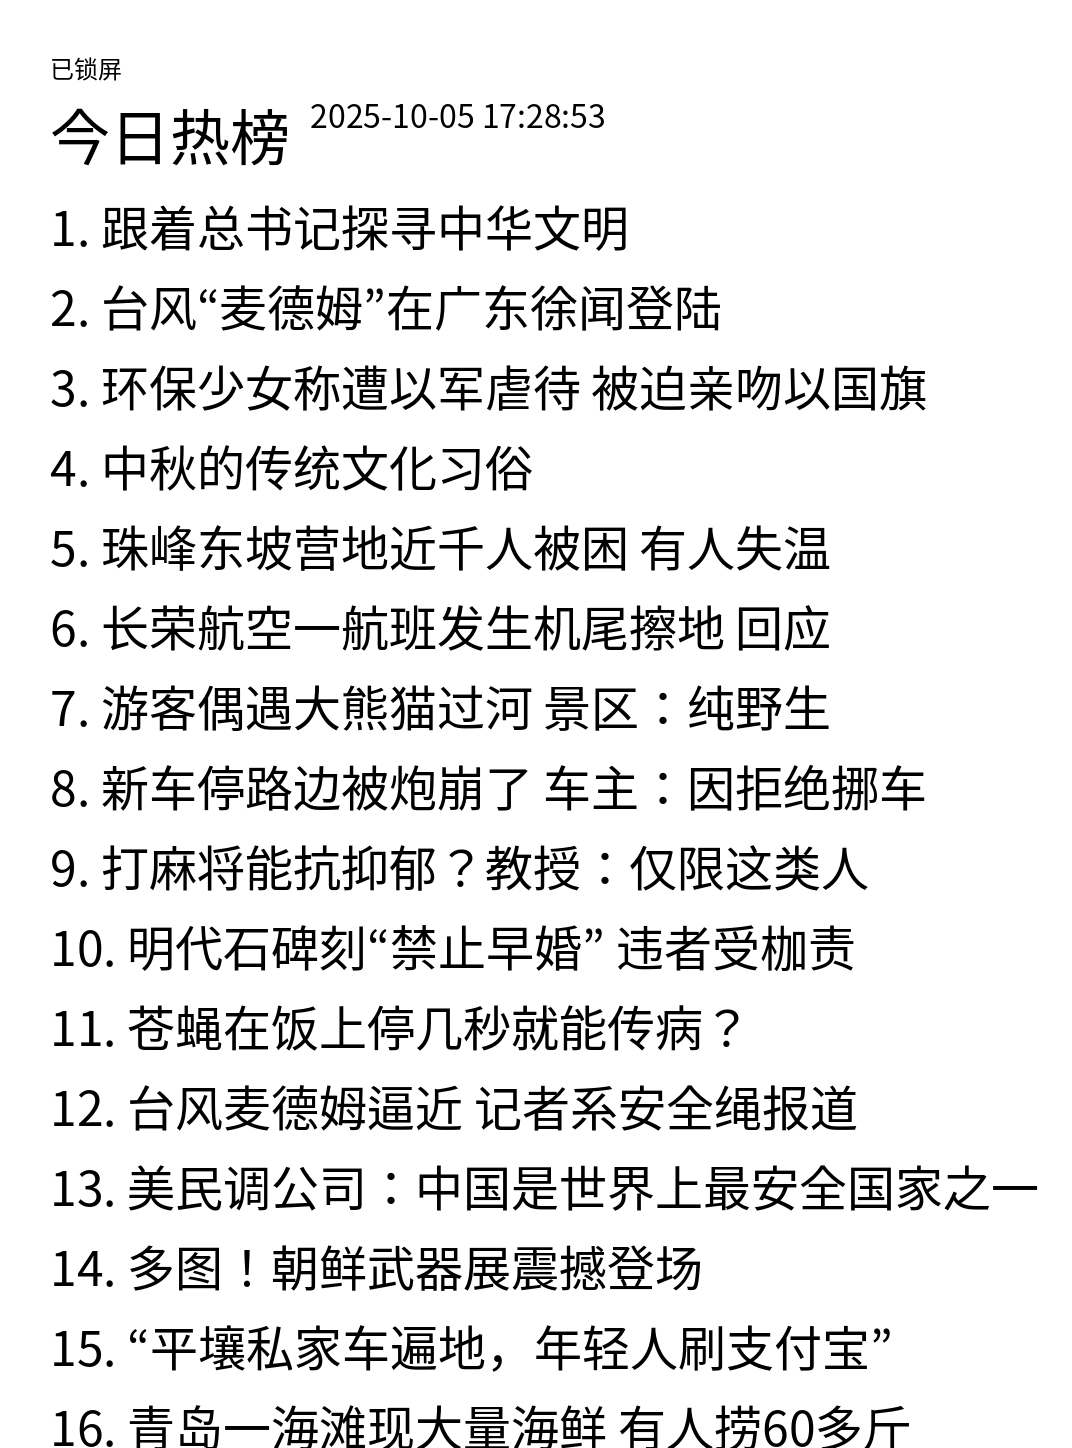 已锁屏
今日热榜 2025-10-05 17:28:53
1. 跟着总书记探寻中华文明
2. 台风“麦德姆”在广东徐闻登陆
3. 环保少女称遭以军虐待 被迫亲吻以国旗
4. 中秋的传统文化习俗
5. 珠峰东坡营地近千人被困 有人失温
6. 长荣航空一航班发生机尾擦地 回应
7. 游客偶遇大熊猫过河 景区：纯野生
8. 新车停路边被炮崩了 车主：因拒绝挪车
9. 打麻将能抗抑郁？教授：仅限这类人
10. 明代石碑刻“禁止早婚” 违者受枷责
11. 苍蝇在饭上停几秒就能传病？
12. 台风麦德姆逼近 记者系安全绳报道
13. 美民调公司：中国是世界上最安全国家之一
14. 多图！朝鲜武器展震撼登场
15. “平壤私家车遍地，年轻人刷支付宝”
16. 青岛一海滩现大量海鲜 有人捞60多斤